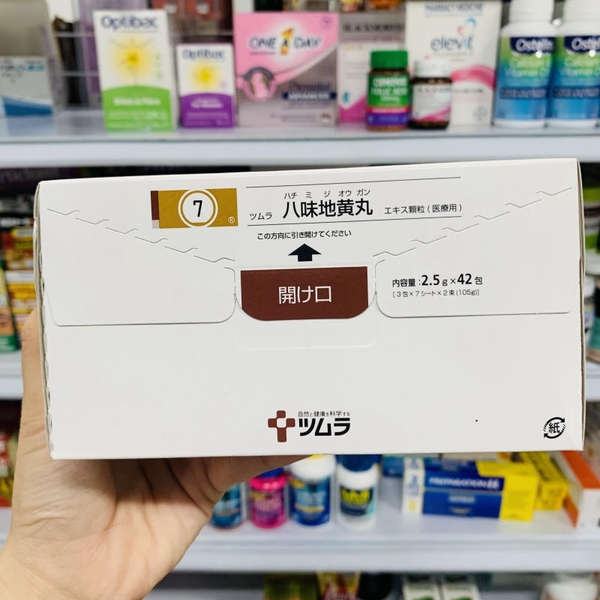 Optibac
Optibac
ONE A DAY
elevit
Ostelin
Ostelin
7
®
ハチ ミ ジ オウ ガン
ツムラ 八味地黄丸 エキス顆粒(医療用)
この方向に引き開けてください
開け口
内容量:2.5g×42包
[3包×7シート×2束(105g)]
自然と健康を科学する
ツムラ
紙
PREPARATION H